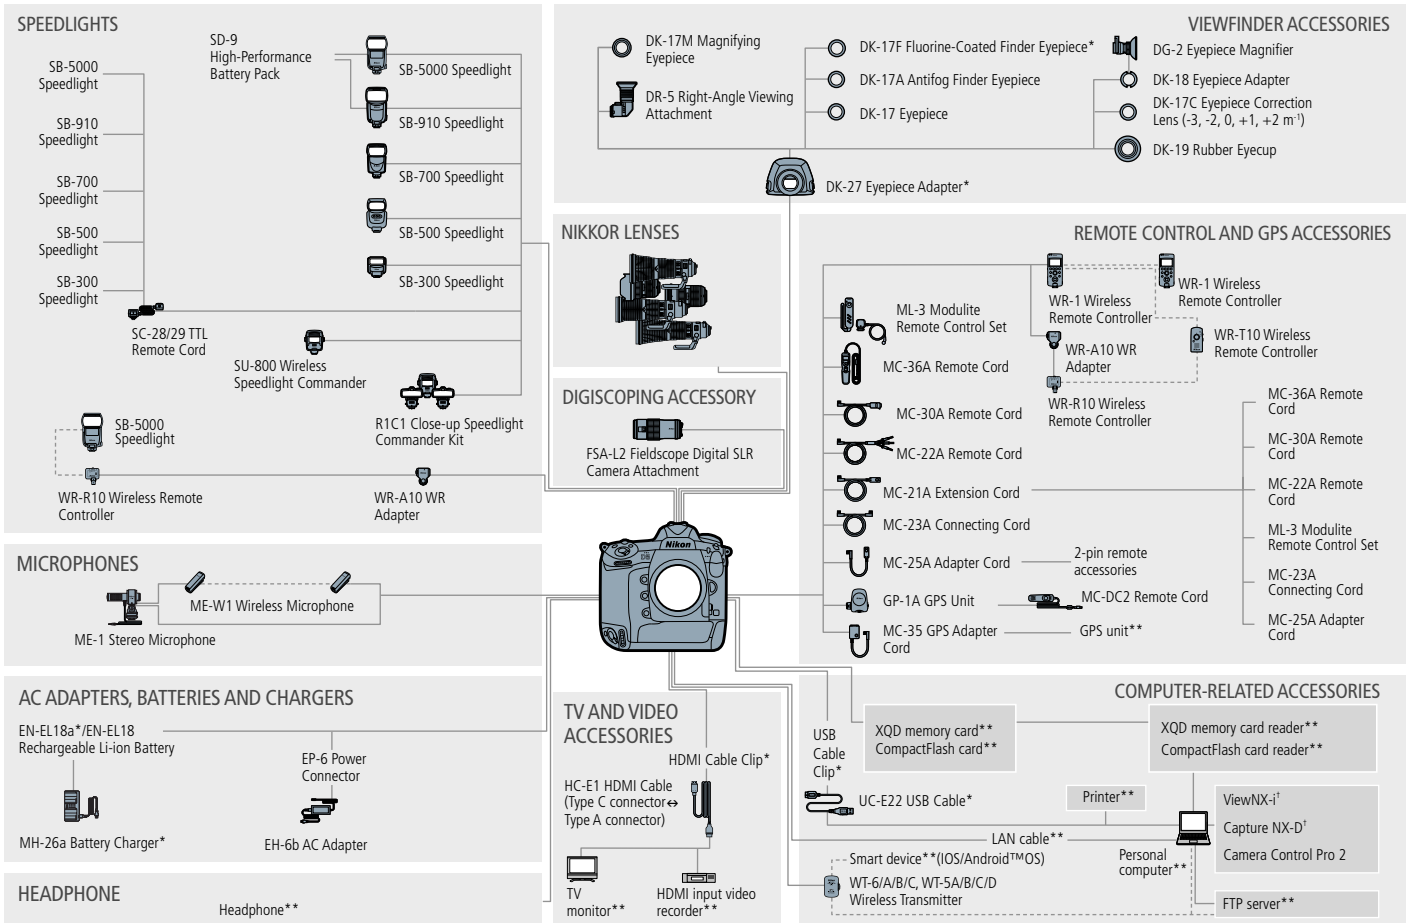 SPEEDLIGHTS
SB-5000
Speedlight
SB-910
Speedlight
SB-700
Speedlight
SB-500
Speedlight
SB-300
Speedlight
SD-9
High-Performance
Battery Pack
SB-5000 Speedlight
SB-910 Speedlight
SB-700 Speedlight
SB-500 Speedlight
SB-300 Speedlight
SC-28/29 TTL
Remote Cord
SU-800 Wireless
Speedlight Commander
R1C1 Close-up Speedlight
Commander Kit
SB-5000
Speedlight
WR-R10 Wireless Remote
Controller
WR-A10 WR
Adapter
VIEWFINDER ACCESSORIES
DK-17M Magnifying
Eyepiece
DR-5 Right-Angle Viewing
Attachment
DK-17F Fluorine-Coated Finder Eyepiece*
DK-17A Antifog Finder Eyepiece
DK-17 Eyepiece
DG-2 Eyepiece Magnifier
DK-18 Eyepiece Adapter
DK-17C Eyepiece Correction
Lens (-3, -2, 0, +1, +2 m⁻¹)
DK-19 Rubber Eyecup
DK-27 Eyepiece Adapter*
NIKKOR LENSES
DIGISCOPING ACCESSORY
FSA-L2 Fieldscope Digital SLR
Camera Attachment
REMOTE CONTROL AND GPS ACCESSORIES
ML-3 Modulite
Remote Control Set
MC-36A Remote Cord
MC-30A Remote Cord
MC-22A Remote Cord
MC-21A Extension Cord
MC-23A Connecting Cord
MC-25A Adapter Cord
2-pin remote
accessories
GP-1A GPS Unit
MC-DC2 Remote Cord
MC-35 GPS Adapter
Cord
GPS unit**
WR-1 Wireless
Remote Controller
WR-1 Wireless
Remote Controller
WR-A10 WR
Adapter
WR-T10 Wireless
Remote Controller
WR-R10 Wireless
Remote Controller
MC-36A Remote
Cord
MC-30A Remote
Cord
MC-22A Remote
Cord
ML-3 Modulite
Remote Control Set
MC-23A
Connecting Cord
MC-25A Adapter
Cord
Nikon
D5
MICROPHONES
ME-W1 Wireless Microphone
ME-1 Stereo Microphone
AC ADAPTERS, BATTERIES AND CHARGERS
EN-EL18a*/EN-EL18
Rechargeable Li-ion Battery
EP-6 Power
Connector
MH-26a Battery Charger*
EH-6b AC Adapter
HEADPHONE
Headphone**
TV AND VIDEO
ACCESSORIES
HDMI Cable Clip*
HC-E1 HDMI Cable
(Type C connector↔
Type A connector)
TV
monitor**
HDMI input video
recorder**
COMPUTER-RELATED ACCESSORIES
USB
Cable
Clip*
XQD memory card**
CompactFlash card**
XQD memory card reader**
CompactFlash card reader**
UC-E22 USB Cable*
Printer**
ViewNX-i†
Capture NX-D†
Camera Control Pro 2
LAN cable**
Personal
computer**
Smart device**(IOS/Android™OS)
WT-6/A/B/C, WT-5A/B/C/D
Wireless Transmitter
FTP server**